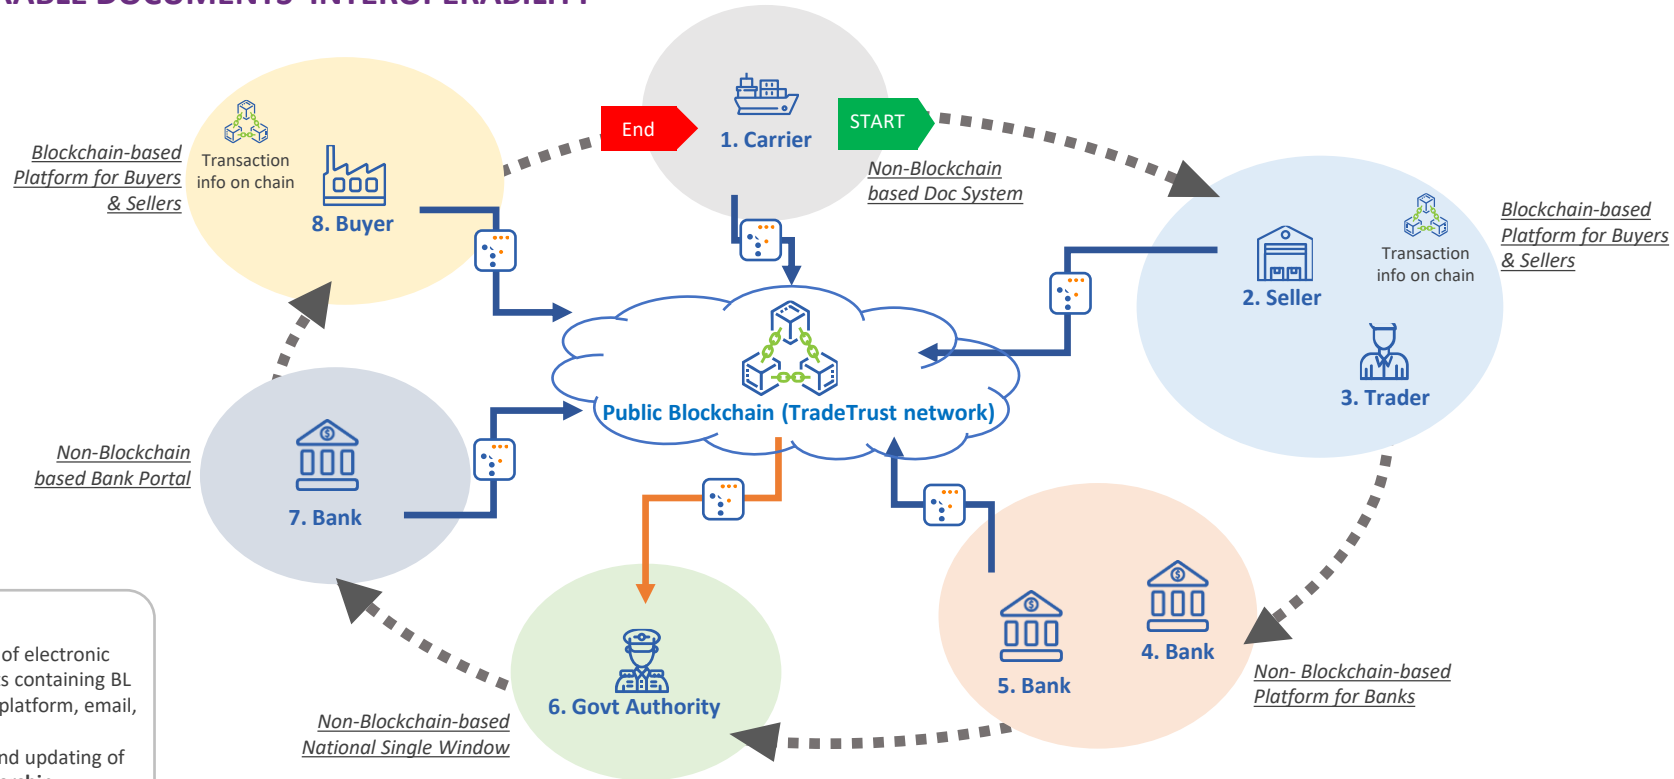 DOCUMENTS' INTEROPERABILITY
End
1. Carrier
START
Non-Blockchain
based Doc System
Blockchain-based
Platform for Buyers
& Sellers
Transaction
info on chain
8. Buyer
Transaction
info on chain
2. Seller
3. Trader
Blockchain-based
Platform for Buyers
& Sellers
Public Blockchain (TradeTrust network)
Non-Blockchain
based Bank Portal
7. Bank
4. Bank
5. Bank
Non- Blockchain-based
Platform for Banks
6. Govt Authority
Non-Blockchain-based
National Single Window
of electronic
containing BL
platform, email,
updating of